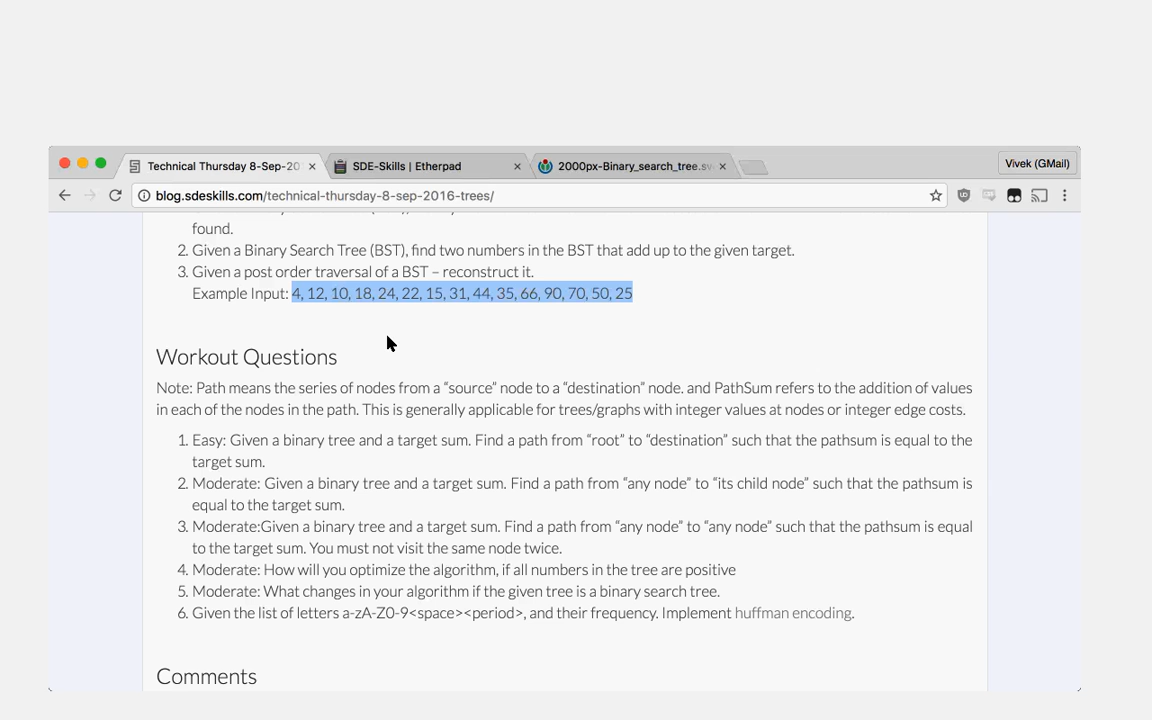 Technical Thursday 8-Sep-20
SDE-Skills | Etherpad
2000px-Binary_search_tree.sv
Vivek (GMail)
blog.sdeskills.com/technical-thursday-8-sep-2016-trees/
found.
2. Given a Binary Search Tree (BST), find two numbers in the BST that add up to the given target.
3. Given a post order traversal of a BST – reconstruct it.
Example Input: 4, 12, 10, 18, 24, 22, 15, 31, 44, 35, 66, 90, 70, 50, 25
Workout Questions
Note: Path means the series of nodes from a “source” node to a “destination” node. and PathSum refers to the addition of values
in each of the nodes in the path. This is generally applicable for trees/graphs with integer values at nodes or integer edge costs.
1. Easy: Given a binary tree and a target sum. Find a path from “root” to “destination” such that the pathsum is equal to the
target sum.
2. Moderate: Given a binary tree and a target sum. Find a path from “any node” to “its child node” such that the pathsum is
equal to the target sum.
3. Moderate:Given a binary tree and a target sum. Find a path from “any node” to “any node” such that the pathsum is equal
to the target sum. You must not visit the same node twice.
4. Moderate: How will you optimize the algorithm, if all numbers in the tree are positive
5. Moderate: What changes in your algorithm if the given tree is a binary search tree.
6. Given the list of letters a-zA-Z0-9<space><period>, and their frequency. Implement huffman encoding.
Comments